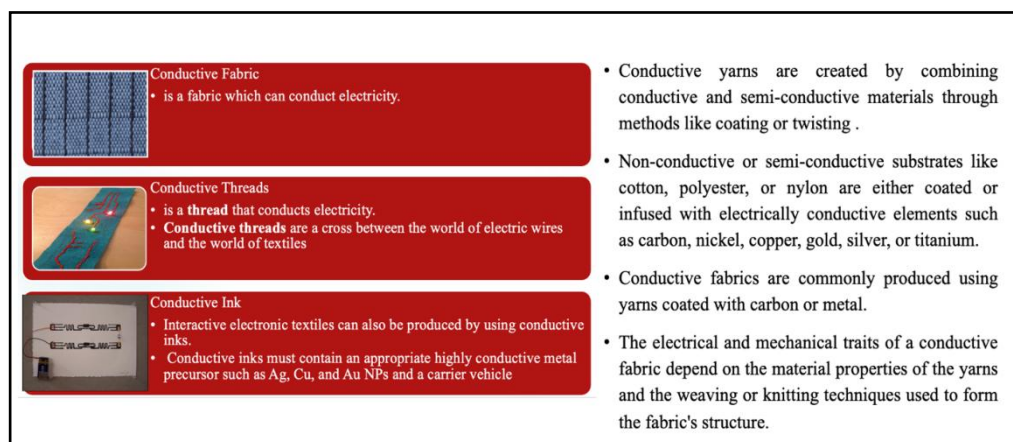 Conductive Fabric
• is a fabric which can conduct electricity.
Conductive Threads
• is a thread that conducts electricity.
• Conductive threads are a cross between the world of electric wires
and the world of textiles
Conductive Ink
• Interactive electronic textiles can also be produced by using conductive
inks.
• Conductive inks must contain an appropriate highly conductive metal
precursor such as Ag, Cu, and Au NPs and a carrier vehicle
• Conductive yarns are created by combining
conductive and semi-conductive materials through
methods like coating or twisting .
• Non-conductive or semi-conductive substrates like
cotton, polyester, or nylon are either coated or
infused with electrically conductive elements such
as carbon, nickel, copper, gold, silver, or titanium.
• Conductive fabrics are commonly produced using
yarns coated with carbon or metal.
• The electrical and mechanical traits of a conductive
fabric depend on the material properties of the yarns
and the weaving or knitting techniques used to form
the fabric's structure.